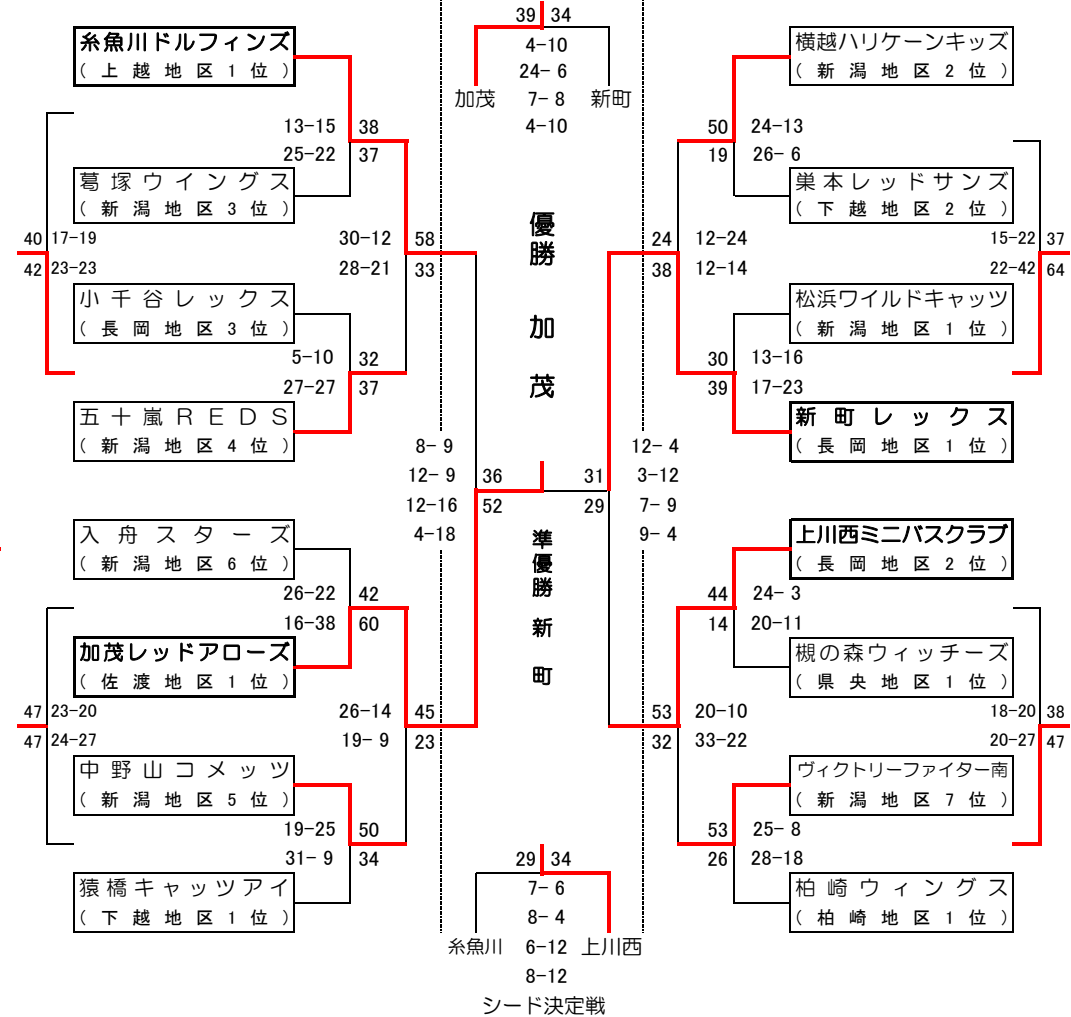 39 34
4-10
24- 6
7- 8
4-10
加茂 新町
糸魚川ドルフィンズ
( 上越地区1位 )
13-15 38
25-22 37
葛塚ウイングス
( 新潟地区3位 )
40 17-19
42 23-23
30-12 58
28-21 33
小千谷レックス
( 長岡地区3位 )
5-10 32
27-27 37
五十嵐REDS
( 新潟地区4位 )
8- 9
12- 9
12-16
4-18
36
52
入舟スターズ
( 新潟地区6位 )
26-22 42
16-38 60
加茂レッドアローズ
( 佐渡地区1位 )
47 23-20
47 24-27
26-14 45
19- 9 23
中野山コメッツ
( 新潟地区5位 )
19-25 50
31- 9 34
猿橋キャッツアイ
( 下越地区1位 )
優勝 加茂
準優勝 新町
横越ハリケーンキッズ
( 新潟地区2位 )
50 24-13
19 26- 6
巣本レッドサンズ
( 下越地区2位 )
24 12-24
38 12-14
15-22 37
22-42 64
松浜ワイルドキャッツ
( 新潟地区1位 )
30 13-16
39 17-23
新町レックス
( 長岡地区1位 )
31
29
12- 4
3-12
7- 9
9- 4
上川西ミニバスクラブ
( 長岡地区2位 )
44 24- 3
14 20-11
槻の森ウィッチーズ
( 県央地区1位 )
53 20-10
32 33-22
18-20 38
20-27 47
ヴィクトリーファイター南
( 新潟地区7位 )
53 25- 8
26 28-18
柏崎ウィングス
( 柏崎地区1位 )
29 34
7- 6
8- 4
糸魚川 6-12 上川西
8-12
シード決定戦